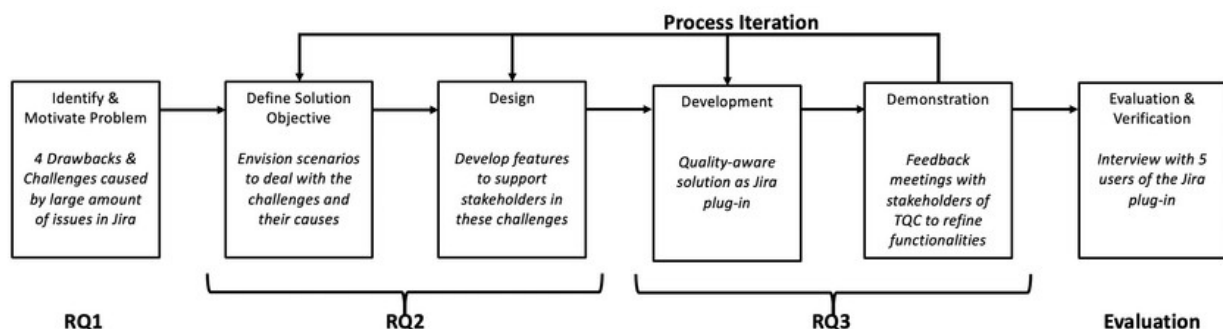 Process Iteration
Identify &
Motivate Problem
4 Drawbacks &
Challenges caused
by large amount
of issues in Jira
Define Solution
Objective
Envision scenarios
to deal with the
challenges and
their causes
Design
Develop features
to support
stakeholders in
these challenges
Development
Quality-aware
solution as Jira
plug-in
Demonstration
Feedback
meetings with
stakeholders of
TQC to refine
functionalities
Evaluation &
Verification
Interview with 5
users of the Jira
plug-in
RQ1
RQ2
RQ3
Evaluation